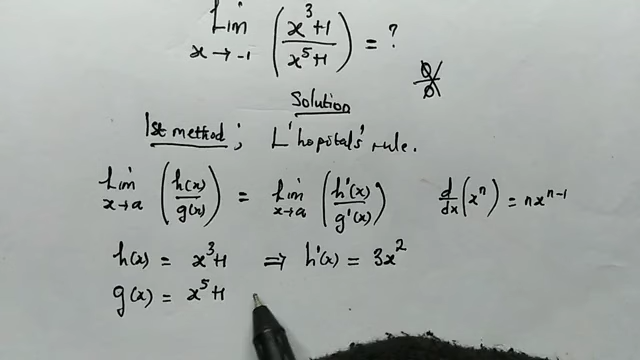 Lim x→-1 (x³+1 / x⁵+1) = ?
0/0
Solution
1st method; L'hopital's rule.
Lim x→a (h(x)/g(x)) = Lim x→a (h'(x)/g'(x)) d/dx (xⁿ) = nxⁿ⁻¹
h(x) = x³+1 ⇒ h'(x) = 3x²
g(x) = x⁵+1